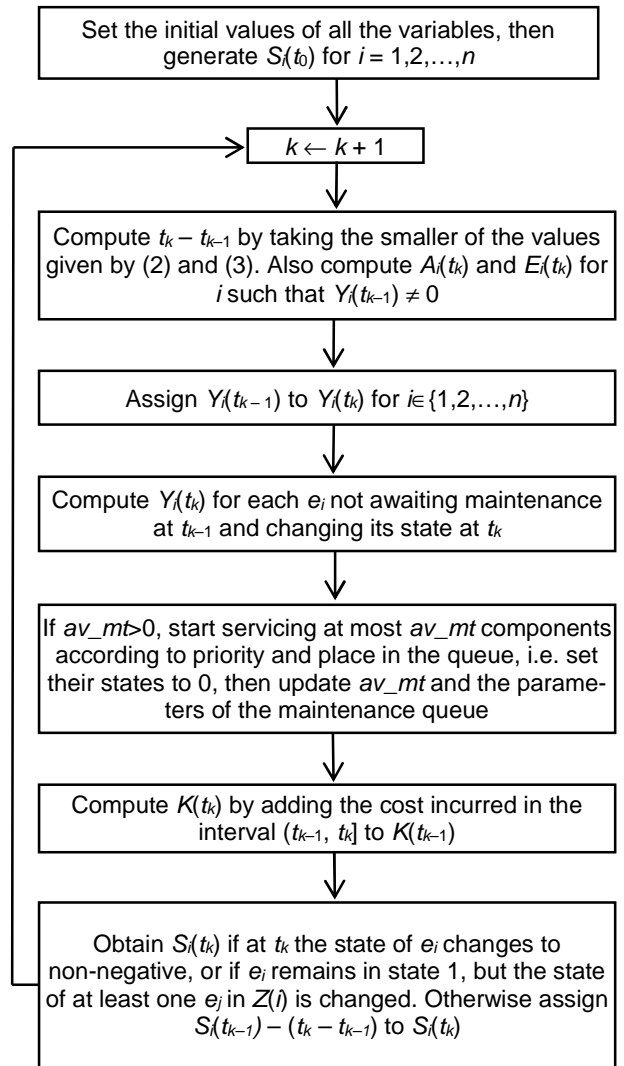 Set the initial values of all the variables, then
generate Si(t0) for i = 1,2,…,n
k ← k + 1
Compute tk – tk–1 by taking the smaller of the values
given by (2) and (3). Also compute Ai(tk) and Ei(tk) for
i such that Yi(tk–1) ≠ 0
Assign Yi(tk – 1) to Yi(tk) for i∈{1,2,…,n}
Compute Yi(tk) for each ei not awaiting maintenance
at tk–1 and changing its state at tk
If av_mt>0, start servicing at most av_mt components
according to priority and place in the queue, i.e. set
their states to 0, then update av_mt and the parame-
ters of the maintenance queue
Compute K(tk) by adding the cost incurred in the
interval (tk–1, tk] to K(tk–1)
Obtain Si(tk) if at tk the state of ei changes to
non-negative, or if ei remains in state 1, but the state
of at least one ej in Z(i) is changed. Otherwise assign
Si(tk–1) – (tk – tk–1) to Si(tk)